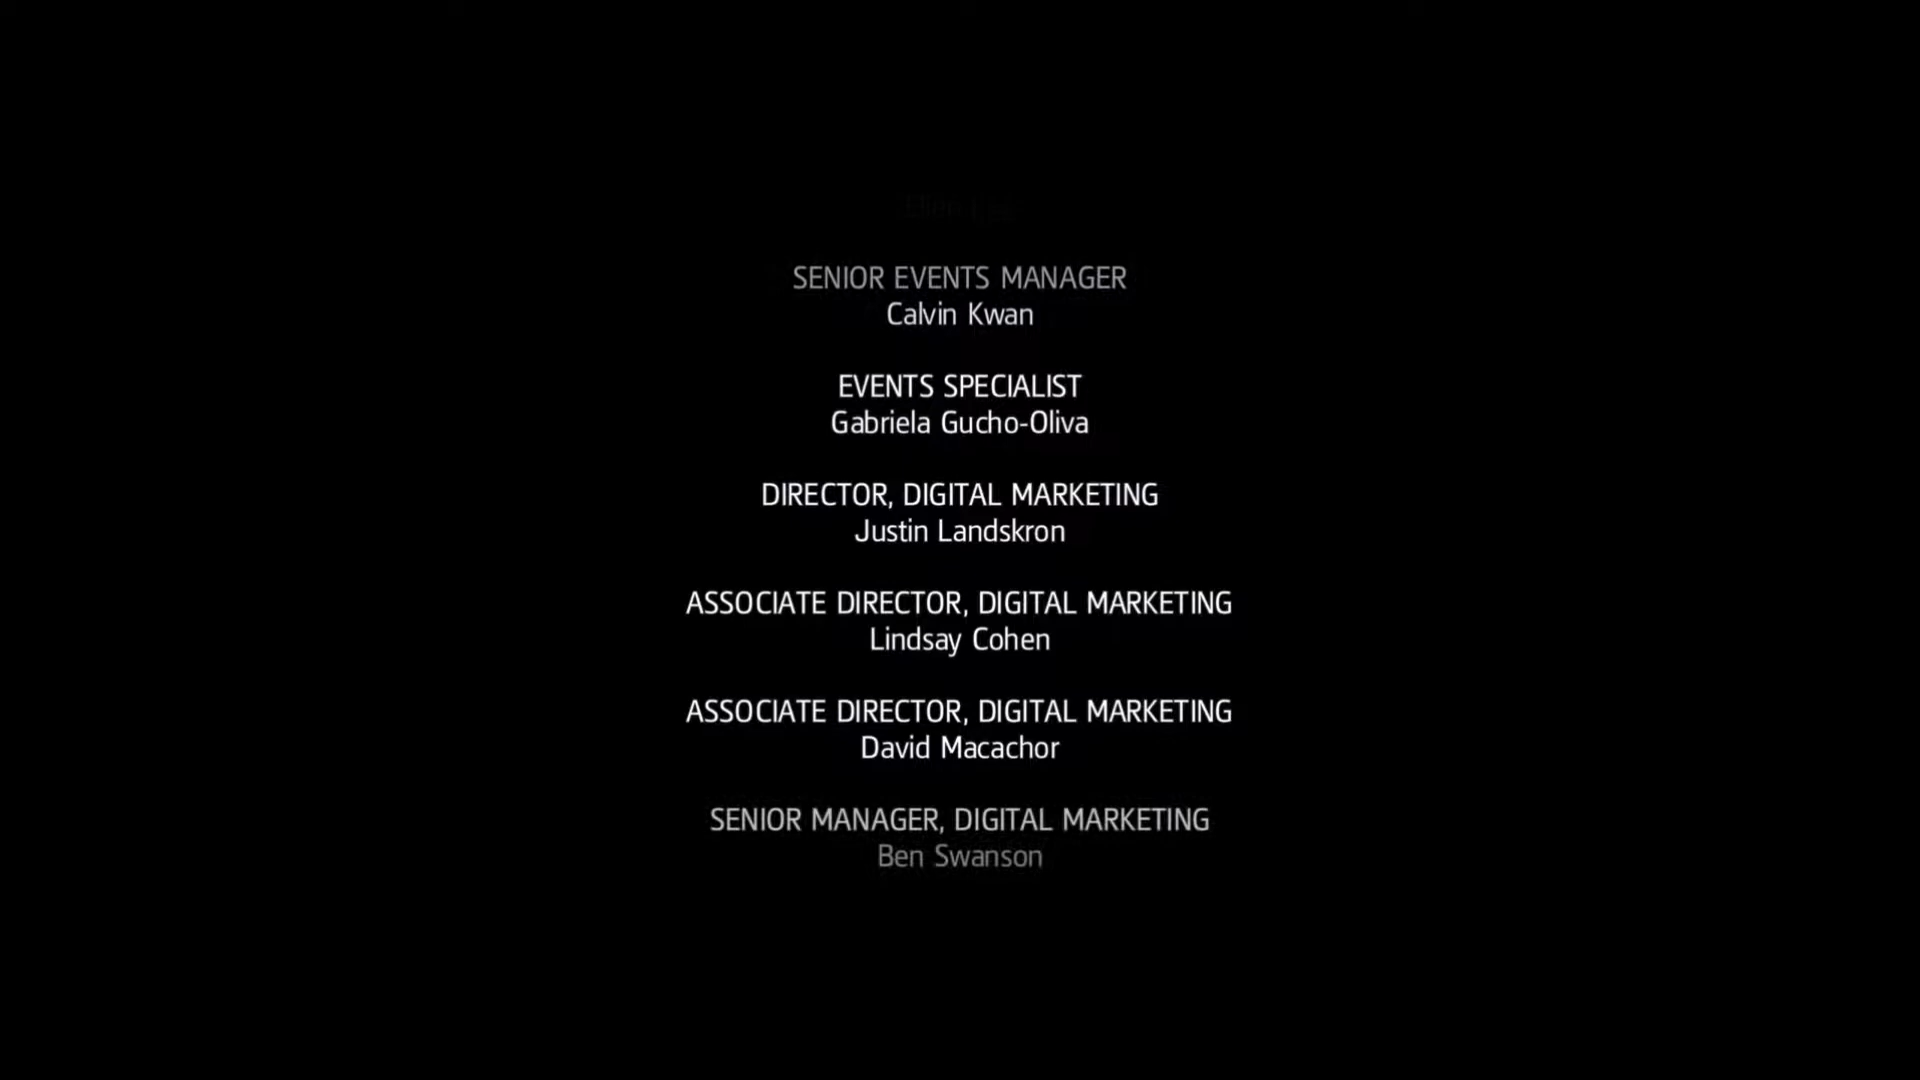 SENIOR EVENTS MANAGER
Calvin Kwan
EVENTS SPECIALIST
Gabriela Gucho-Oliva
DIRECTOR, DIGITAL MARKETING
Justin Landskron
ASSOCIATE DIRECTOR, DIGITAL MARKETING
Lindsay Cohen
ASSOCIATE DIRECTOR, DIGITAL MARKETING
David Macachor
SENIOR MANAGER, DIGITAL MARKETING
Ben Swanson